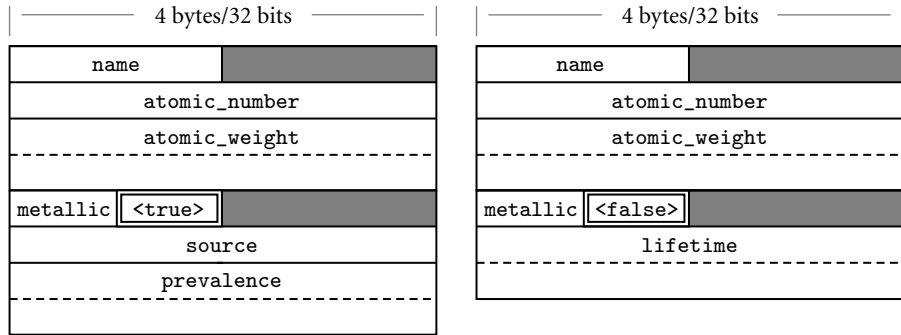 4 bytes/32 bits
name
atomic_number
atomic_weight
metallic <true>
source
prevalence
4 bytes/32 bits
name
atomic_number
atomic_weight
metallic <false>
lifetime